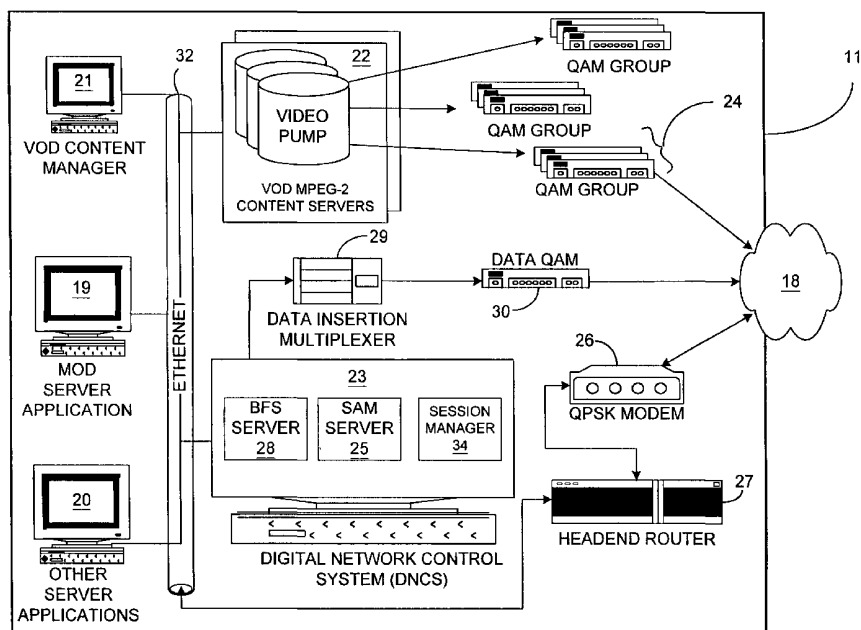 21
VOD CONTENT
MANAGER
32
22
VIDEO
PUMP
VOD MPEG-2
CONTENT SERVERS
QAM GROUP
QAM GROUP
QAM GROUP
24
11
19
MOD
SERVER
APPLICATION
ETHERNET
29
DATA INSERTION
MULTIPLEXER
DATA QAM
30
18
26
QPSK MODEM
23
BFS
SERVER
28
SAM
SERVER
25
SESSION
MANAGER
34
DIGITAL NETWORK CONTROL
SYSTEM (DNCS)
20
OTHER
SERVER
APPLICATIONS
27
HEADEND ROUTER